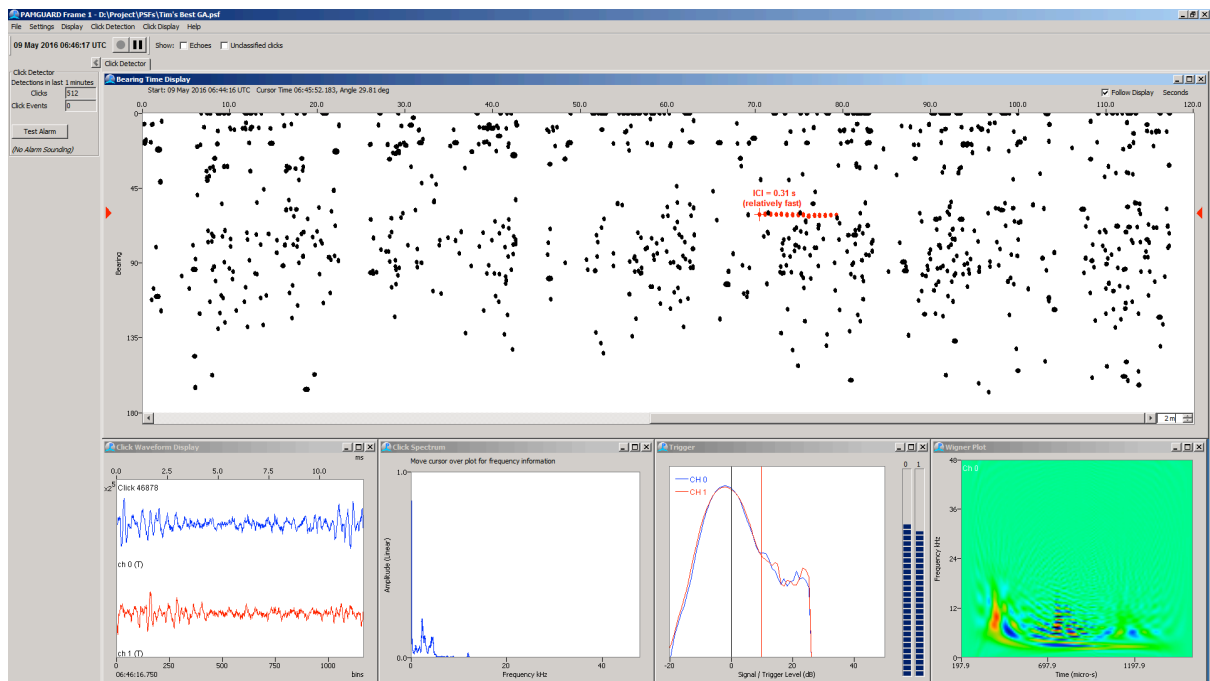 PAMGUARD Frame 1 - D:\Project\PSFs\Tim's Best GA.psf
File Settings Display Click Detection Click Display Help
09 May 2016 06:46:17 UTC Show: Echoes Unclassified clicks
Click Detector
Click Detector
Detections in last 1 minutes
Clicks 512
Click Events 0
Test Alarm
(No Alarm Sounding)
Bearing Time Display
Start: 09 May 2016 06:44:16 UTC Cursor Time 06:45:52.183, Angle 29.81 deg Follow Display Seconds
0.0 10.0 20.0 30.0 40.0 50.0 60.0 70.0 80.0 90.0 100.0 110.0 120.0
0
45
90
135
180
Bearing
ICI = 0.31 s
(relatively fast)
2 m
Click Waveform Display
ms
0.0 2.5 5.0 7.5 10.0
x2^5
Click 46878
ch 0 (T)
ch 1 (T)
0 250 500 750 1000
06:46:16.750 bins
Click Spectrum
Move cursor over plot for frequency information
1.0
Amplitude (Linear)
0.0
0 20 40
Frequency kHz
Trigger
CH 0
CH 1
0 1
-20 0 20 40
Signal / Trigger Level (dB)
Wigner Plot
Ch 0
48
36
24
12
0
Frequency kHz
197.9 697.9 1197.9
Time (micro-s)